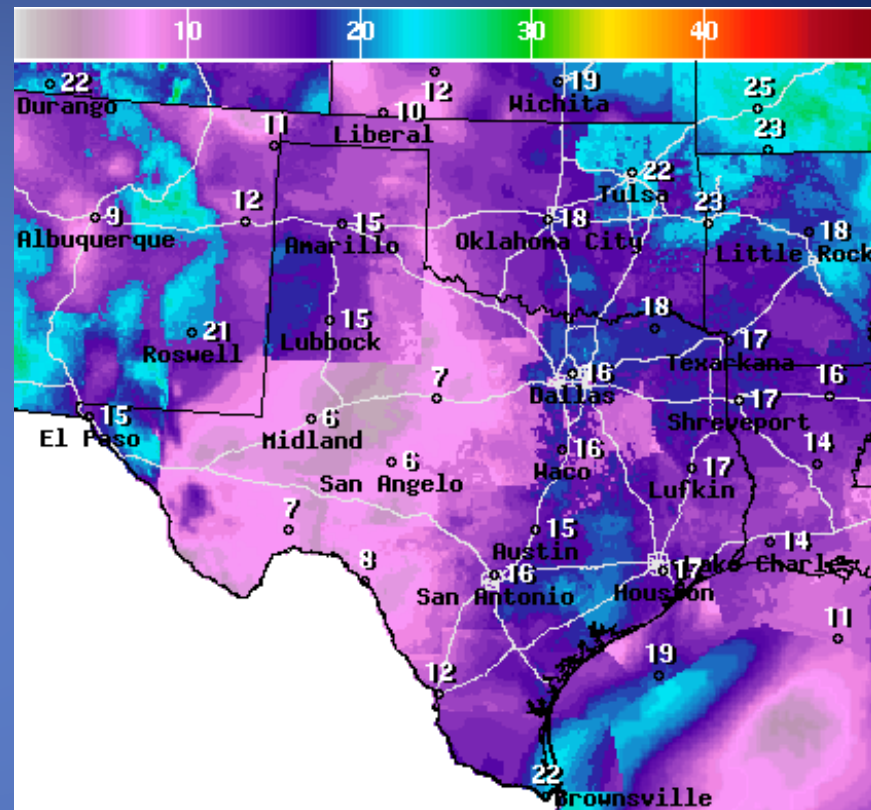 10 20 30 40
22 12 19 25
Durango Wichita
11 10 23
Liberal
22
Tulsa
9 12 15 18 23 18
Albuquerque Amarillo Oklahoma City Little Rock
21 15 18 17
Roswell Lubbock Texarkana
7 16 16
Dallas
15 6 17
El Paso Midland Shreveport
6 16 17 14
San Angelo Waco Lufkin
7 15 14
Austin Lake Charles
8 16 17
San Antonio Houston
11
12 19
22
Brownsville